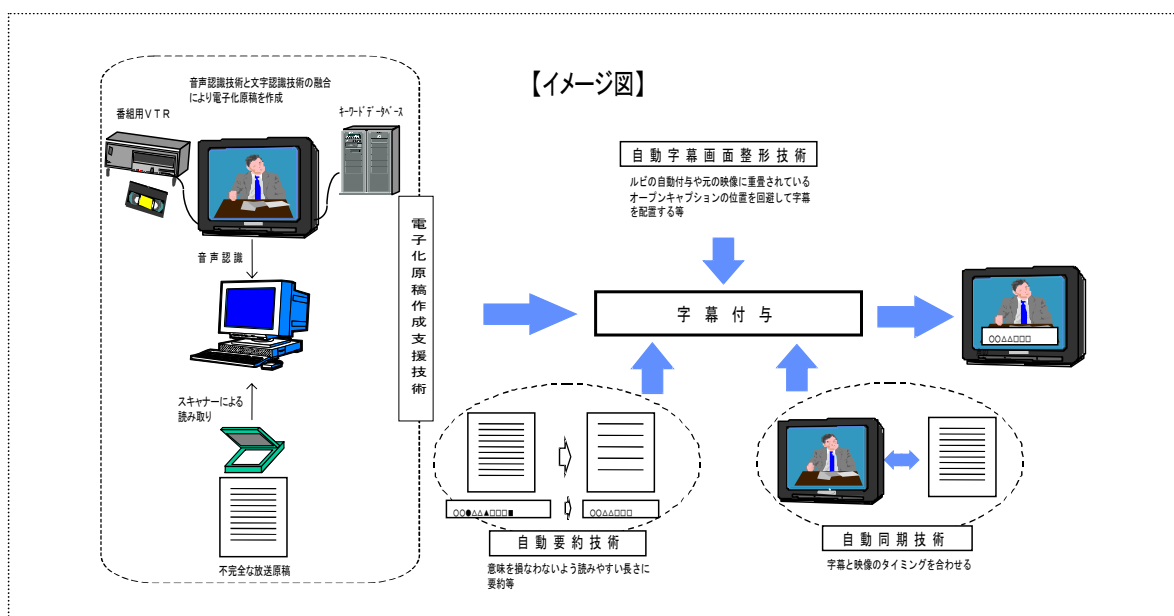 【イメージ図】
音声認識技術と文字認識技術の融合
により電子化原稿を作成
番組用ＶＴＲ
キーワードデータベース
音声認識
スキャナーによる
読み取り
不完全な放送原稿
電子化原稿作成支援技術
自動字幕画面整形技術
ルビの自動付与や元の映像に重畳されている
オープンキャプションの位置を回避して字幕
を配置する等
字幕付与
○○△△□□□
○○●△△▲□□□■
○○△△□□□
自動要約技術
意味を損なわないよう読みやすい長さに
要約等
自動同期技術
字幕と映像のタイミングを合わせる